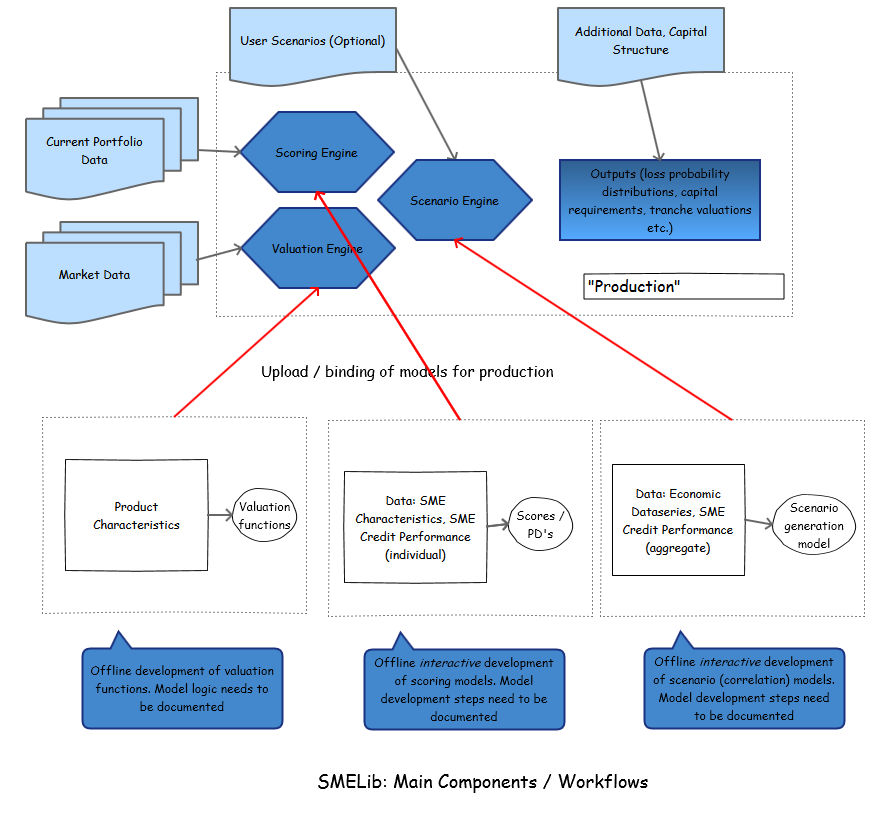 User Scenarios (Optional)
Additional Data, Capital
Structure
Current Portfolio
Data
Scoring Engine
Scenario Engine
Outputs (loss probability
distributions, capital
requirements, tranche valuations
etc.)
Valuation Engine
Market Data
"Production"
Upload / binding of models for production
Product
Characteristics
Valuation
functions
Data: SME
Characteristics, SME
Credit Performance
(individual)
Scores /
PD's
Data: Economic
Dataseries, SME
Credit Performance
(aggregate)
Scenario
generation
model
Offline development of valuation
functions. Model logic needs to
be documented
Offline interactive development
of scoring models. Model
development steps need to be
documented
Offline interactive development
of scenario (correlation) models.
Model development steps need
to be documented
SMELib: Main Components / Workflows